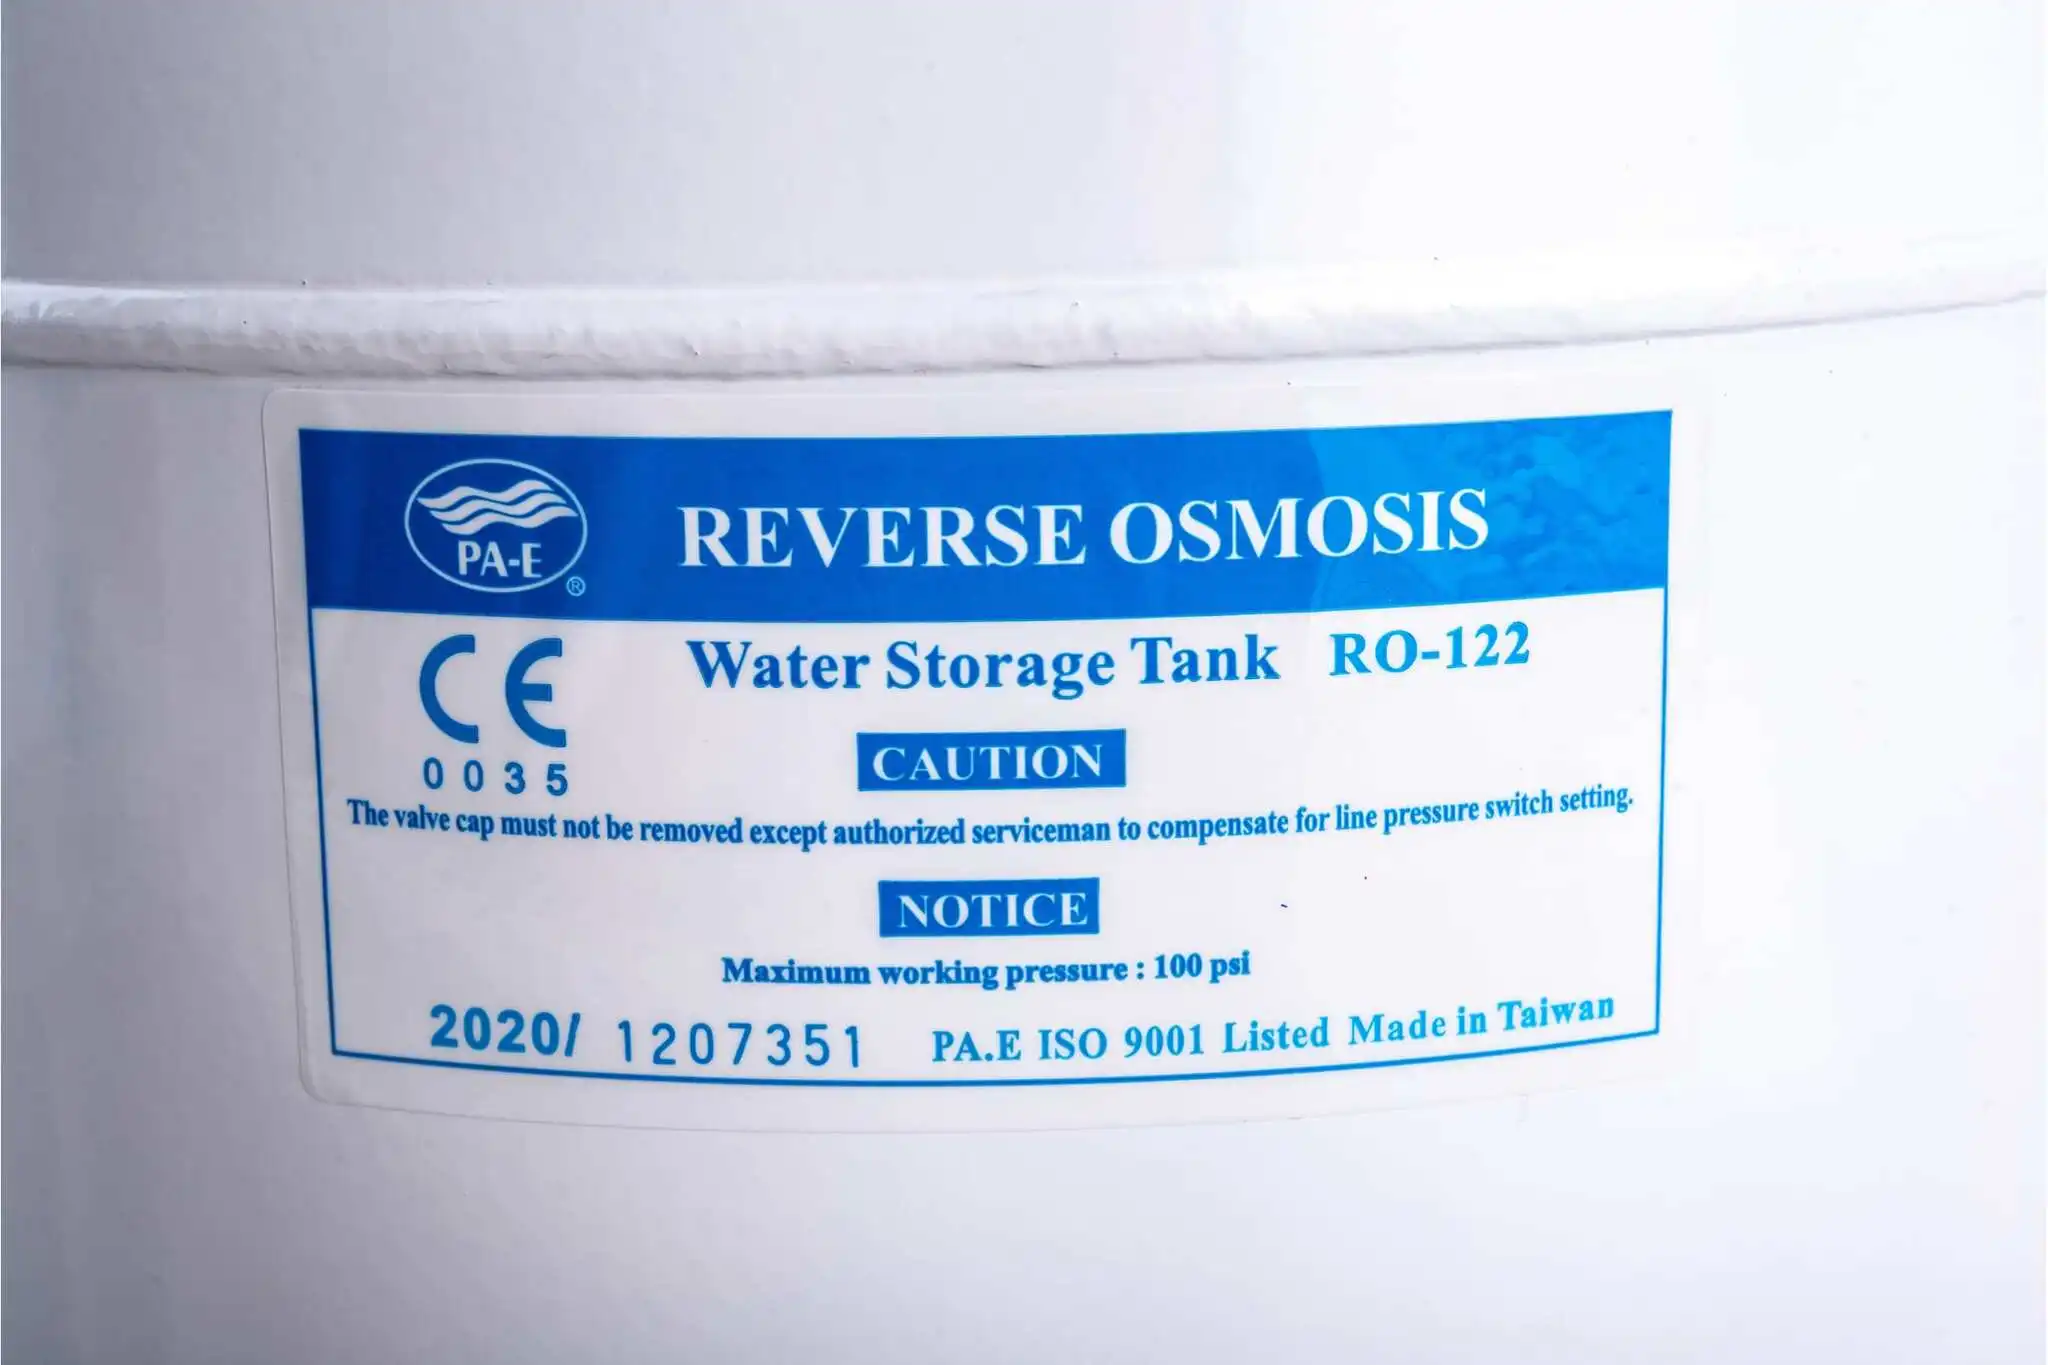 PA-E ®
REVERSE OSMOSIS
CE
0035
Water Storage Tank RO-122
CAUTION
The valve cap must not be removed except authorized serviceman to compensate for line pressure switch setting.
NOTICE
Maximum working pressure : 100 psi
2020/ 1207351 PA.E ISO 9001 Listed Made in Taiwan